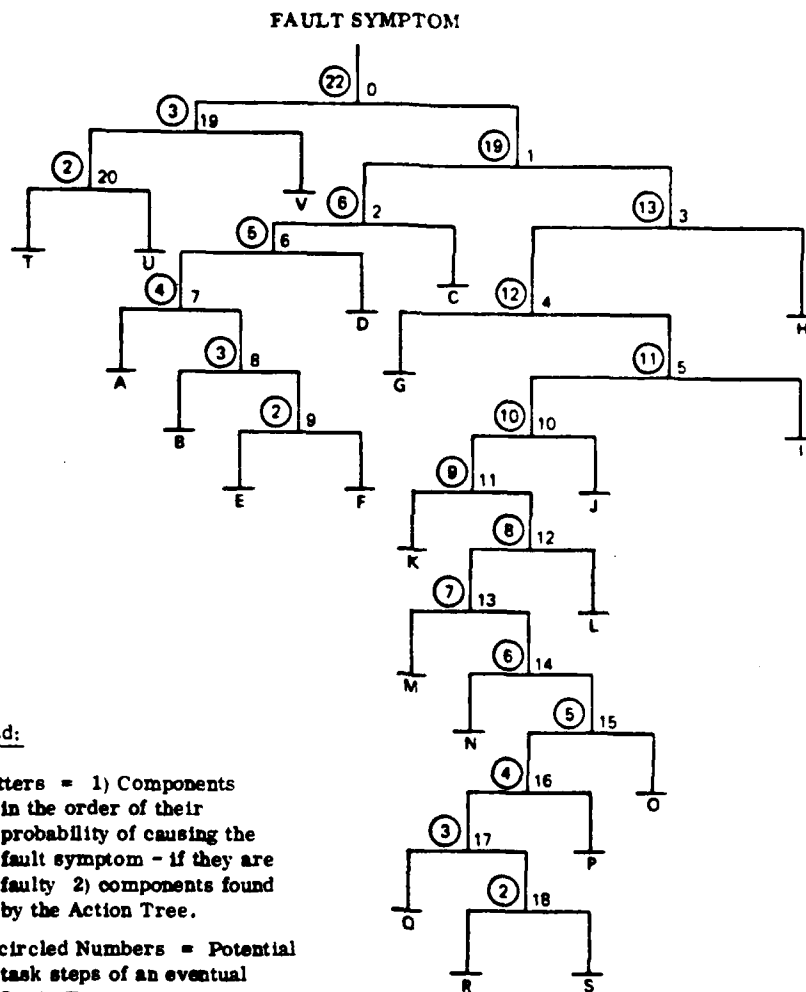 FAULT SYMPTOM
22 0
3 19
19 1
2 20
V
6 2
13 3
T
U
5 6
C
12 4
H
4 7
D
G
11 5
A
3 8
B
2 9
10 10
I
E
F
9 11
J
K
8 12
7 13
L
M
6 14
N
5 15
4 16
O
3 17
P
Q
2 18
R
S
d:
tters = 1) Components
in the order of their
probability of causing the
fault symptom - if they are
faulty 2) components found
by the Action Tree.
circled Numbers = Potential
task steps of an eventual